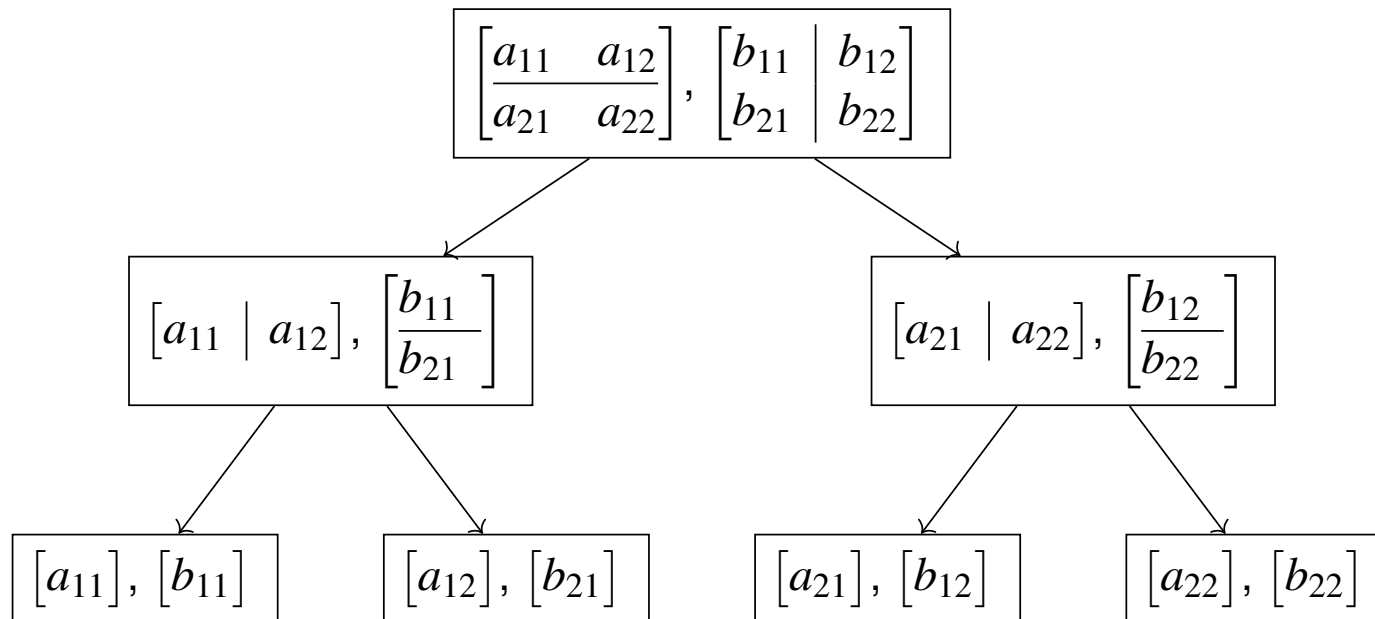 [a11 a12 / a21 a22], [b11 | b12 / b21 | b22]
[a11 | a12], [b11 / b21]
[a21 | a22], [b12 / b22]
[a11], [b11]
[a12], [b21]
[a21], [b12]
[a22], [b22]